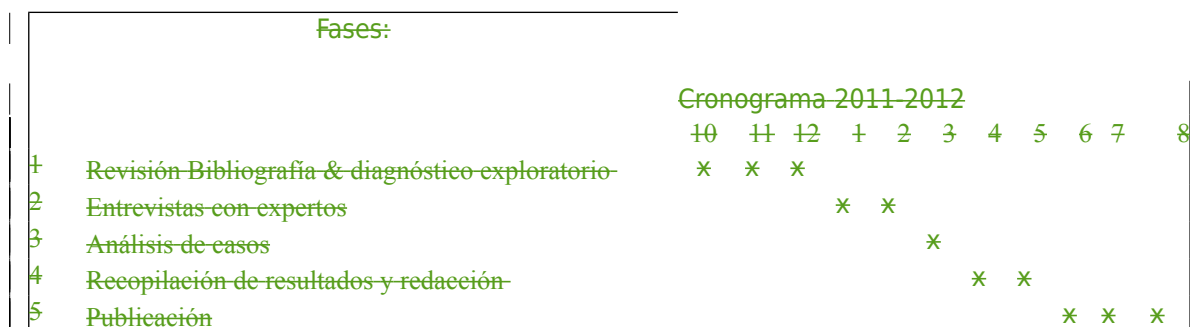 Fases:
Cronograma 2011-2012
10 11 12 1 2 3 4 5 6 7 8
1 Revisión Bibliografía & diagnóstico exploratorio x x x
2 Entrevistas con expertos x x
3 Análisis de casos x
4 Recopilación de resultados y redacción x x
5 Publicación x x x